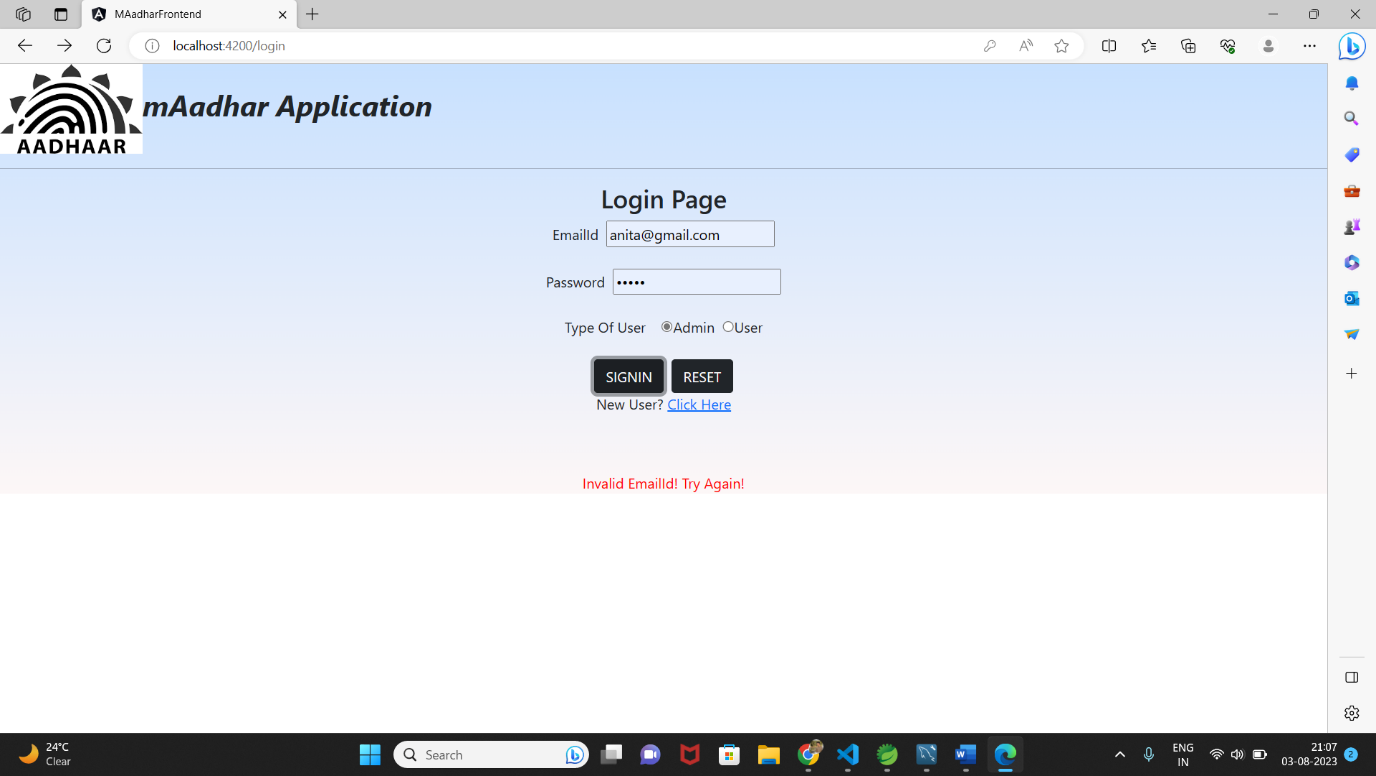 MAadharFrontend
localhost:4200/login
AADHAAR
mAadhar Application
Login Page
EmailId anita@gmail.com
Password •••••
Type Of User Admin User
SIGNIN RESET
New User? Click Here
Invalid EmailId! Try Again!
24°C
Clear
Search
ENG
IN
21:07
03-08-2023
2